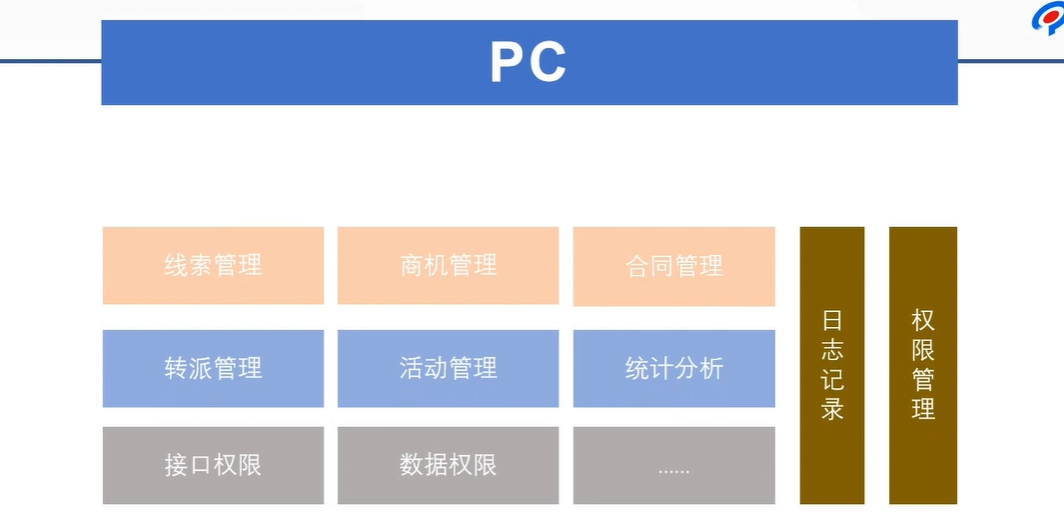 PC
线索管理
商机管理
合同管理
转派管理
活动管理
统计分析
接口权限
数据权限
......
日志记录
权限管理